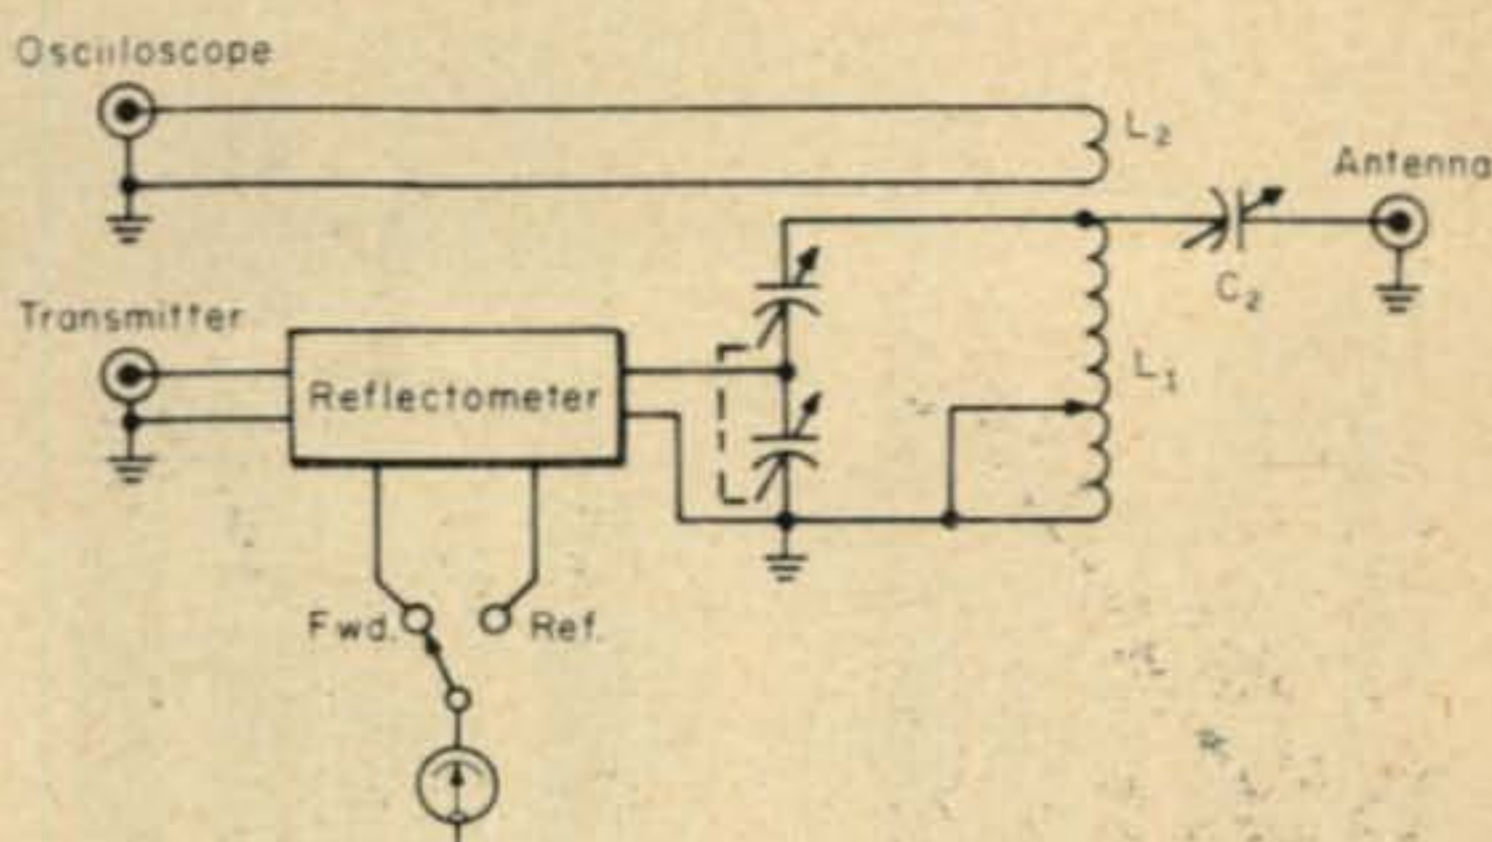 Oscilloscope
L₂
Antenna
C₂
Transmitter
Reflectometer
L₁
Fwd.
Ref.